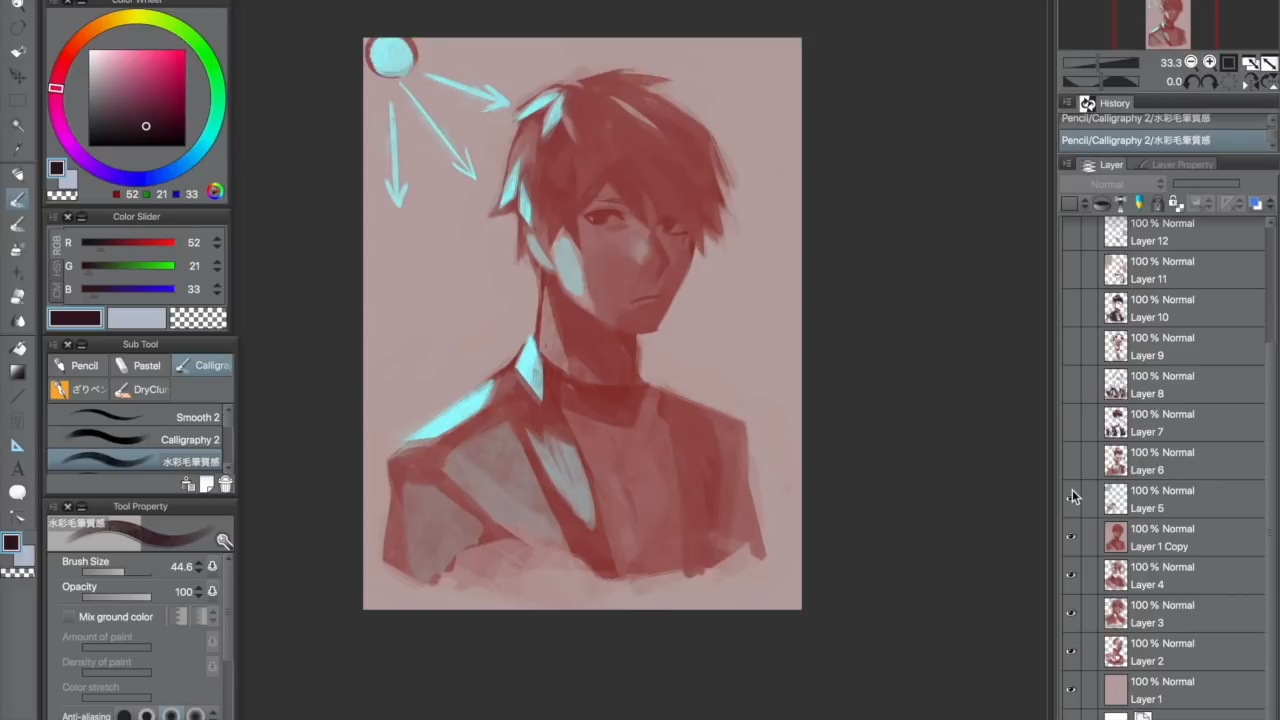 Color Wheel
52 21 33
Color Slider
RGB
R 52
G 21
B 33
Sub Tool
Pencil Pastel Calligra
ざりペン DryClum
Smooth 2
Calligraphy 2
水彩毛筆質感
Tool Property
水彩毛筆質感
Brush Size 44.6
Opacity 100
Mix ground color
Amount of paint
Density of paint
Color stretch
Anti-aliasing
33.3
0.0
History
Pencil/Calligraphy 2/水彩毛筆質感
Pencil/Calligraphy 2/水彩毛筆質感
Layer Layer Property
Normal
100 % Normal
Layer 12
100 % Normal
Layer 11
100 % Normal
Layer 10
100 % Normal
Layer 9
100 % Normal
Layer 8
100 % Normal
Layer 7
100 % Normal
Layer 6
100 % Normal
Layer 5
100 % Normal
Layer 1 Copy
100 % Normal
Layer 4
100 % Normal
Layer 3
100 % Normal
Layer 2
100 % Normal
Layer 1